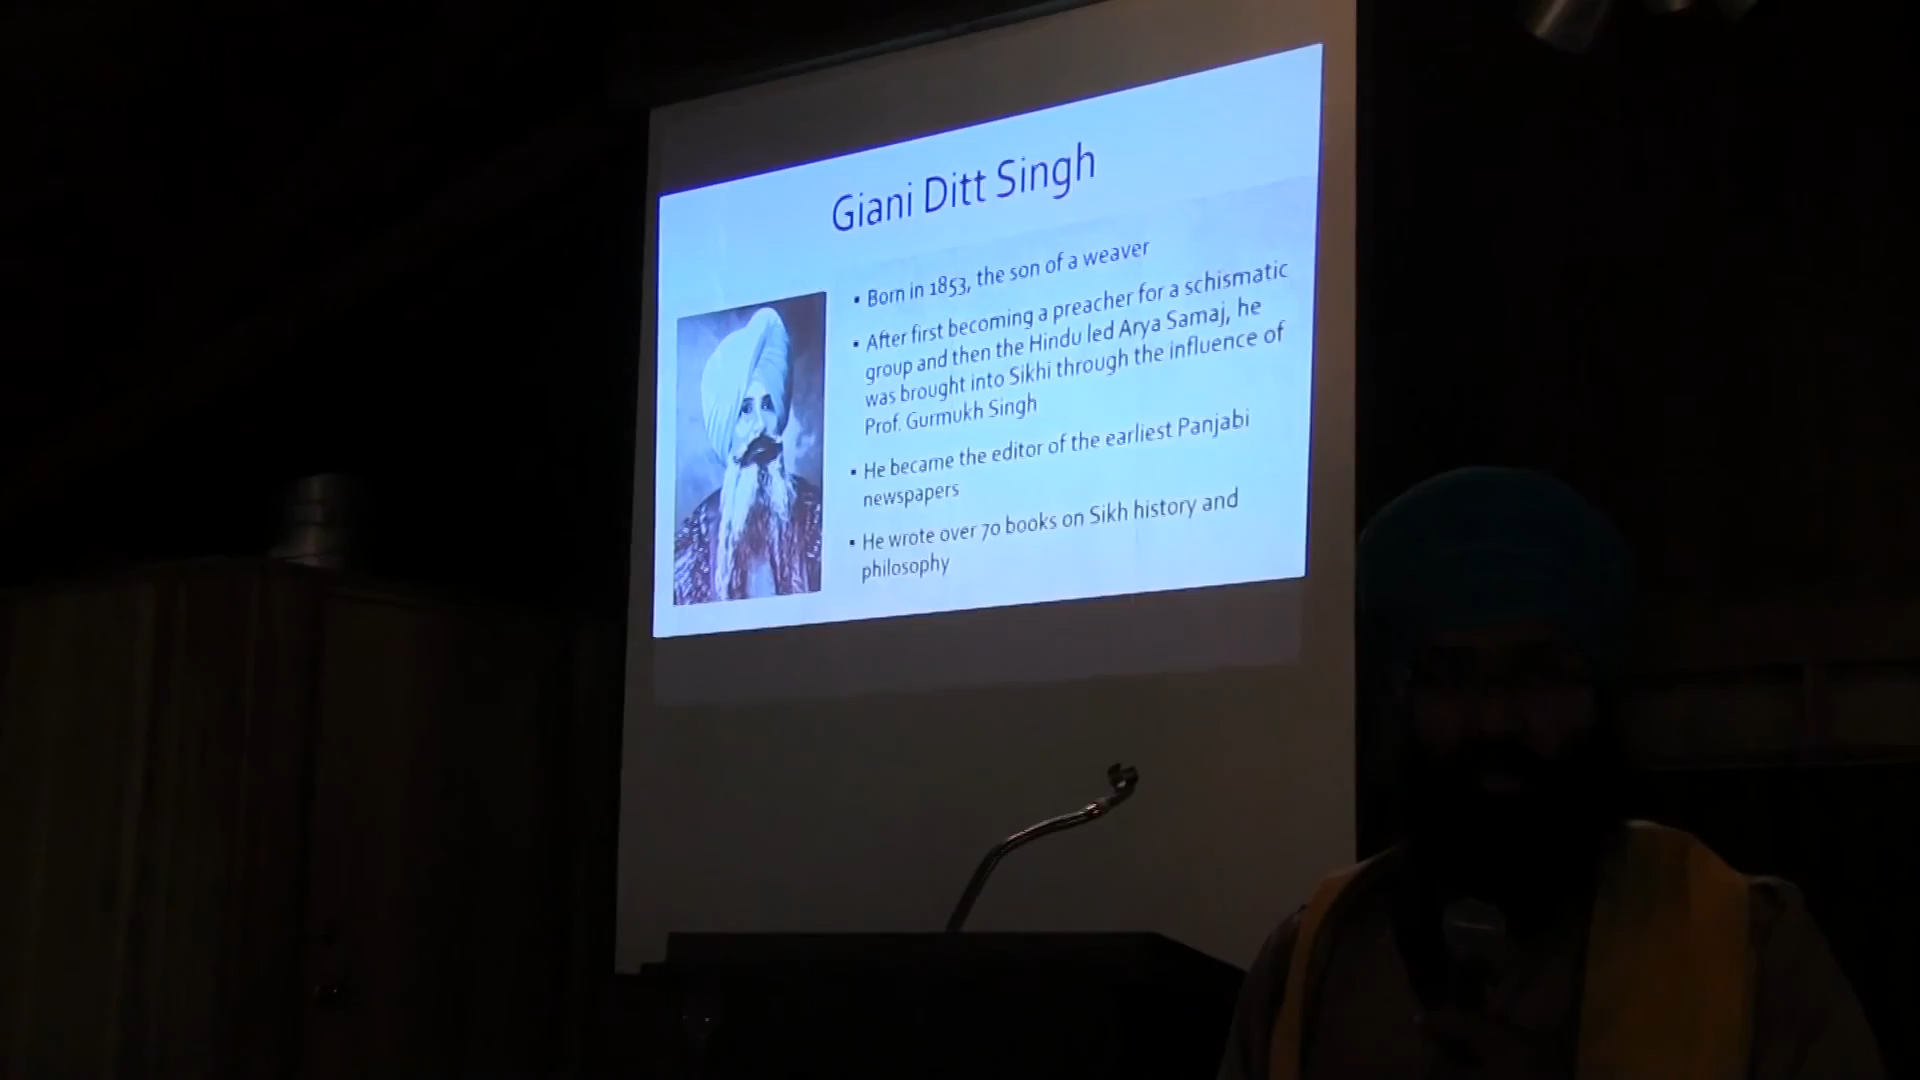 Giani Ditt Singh
▪ Born in 1853, the son of a weaver
▪ After first becoming a preacher for a schismatic
group and then the Hindu led Arya Samaj, he
was brought into Sikhi through the influence of
Prof. Gurmukh Singh
▪ He became the editor of the earliest Panjabi
newspapers
▪ He wrote over 70 books on Sikh history and
philosophy